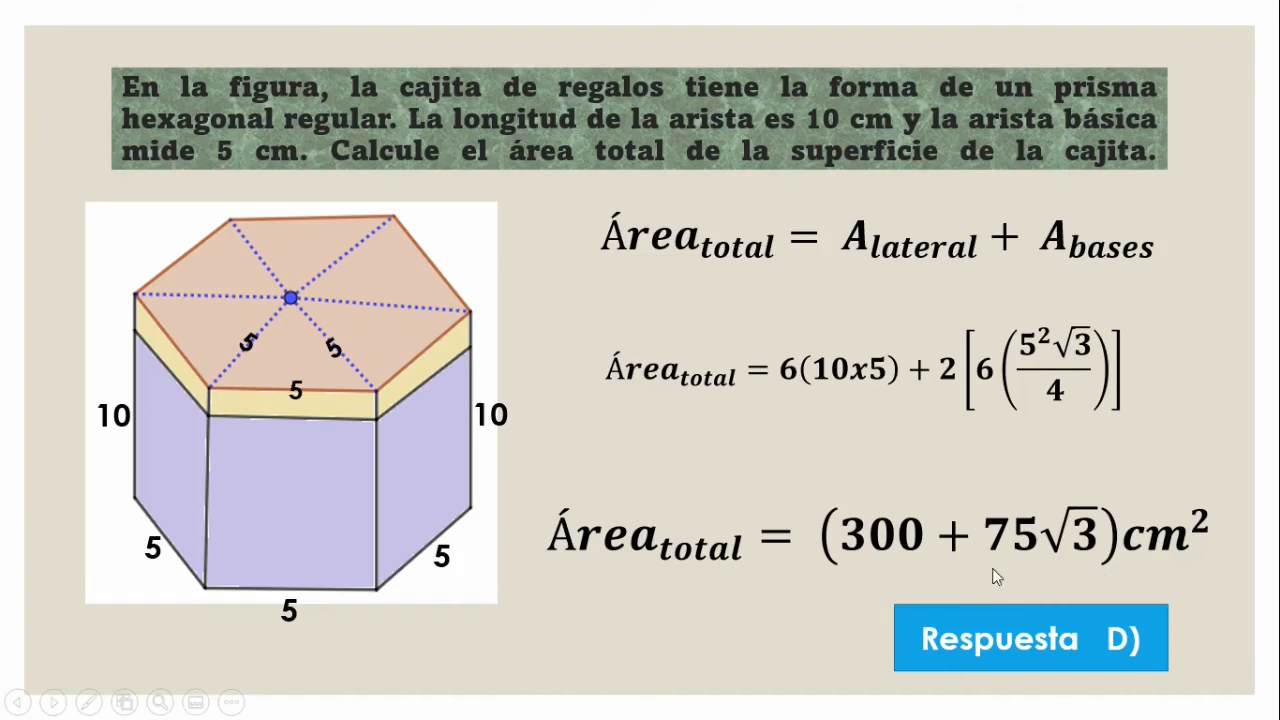 En la figura, la cajita de regalos tiene la forma de un prisma
hexagonal regular. La longitud de la arista es 10 cm y la arista básica
mide 5 cm. Calcule el área total de la superficie de la cajita.
Área_total = A_lateral + A_bases
5
5
5
Área_total = 6(10x5) + 2[6(5²√3/4)]
10
10
5
5
5
Área_total = (300 + 75√3)cm²
Respuesta D)